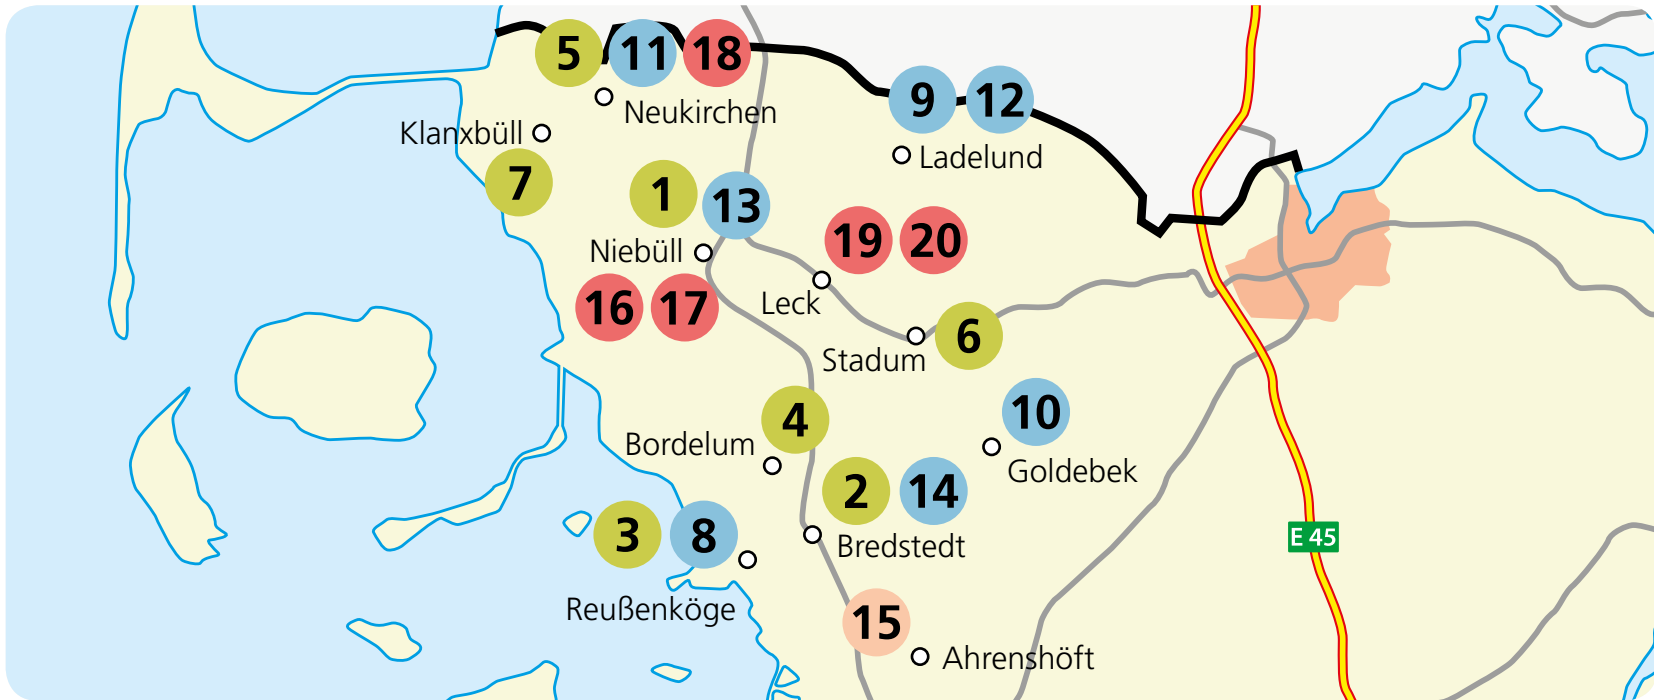 5 11 18
Neukirchen
9 12
Klanxbüll
Ladelund
7
1 13
19 20
Niebüll
16 17
Leck
6
Stadum
4
10
Bordelum
Goldebek
2 14
3 8
E 45
Bredstedt
Reußenköge
15
Ahrenshöft